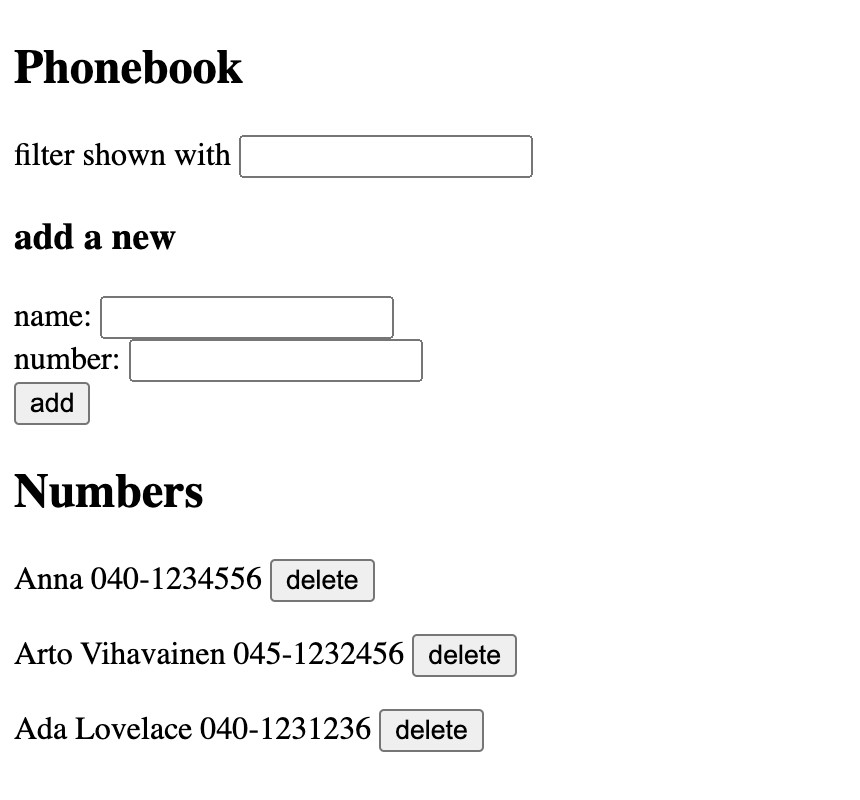 Phonebook
filter shown with
add a new
name:
number:
add
Numbers
Anna 040-1234556 delete
Arto Vihavainen 045-1232456 delete
Ada Lovelace 040-1231236 delete